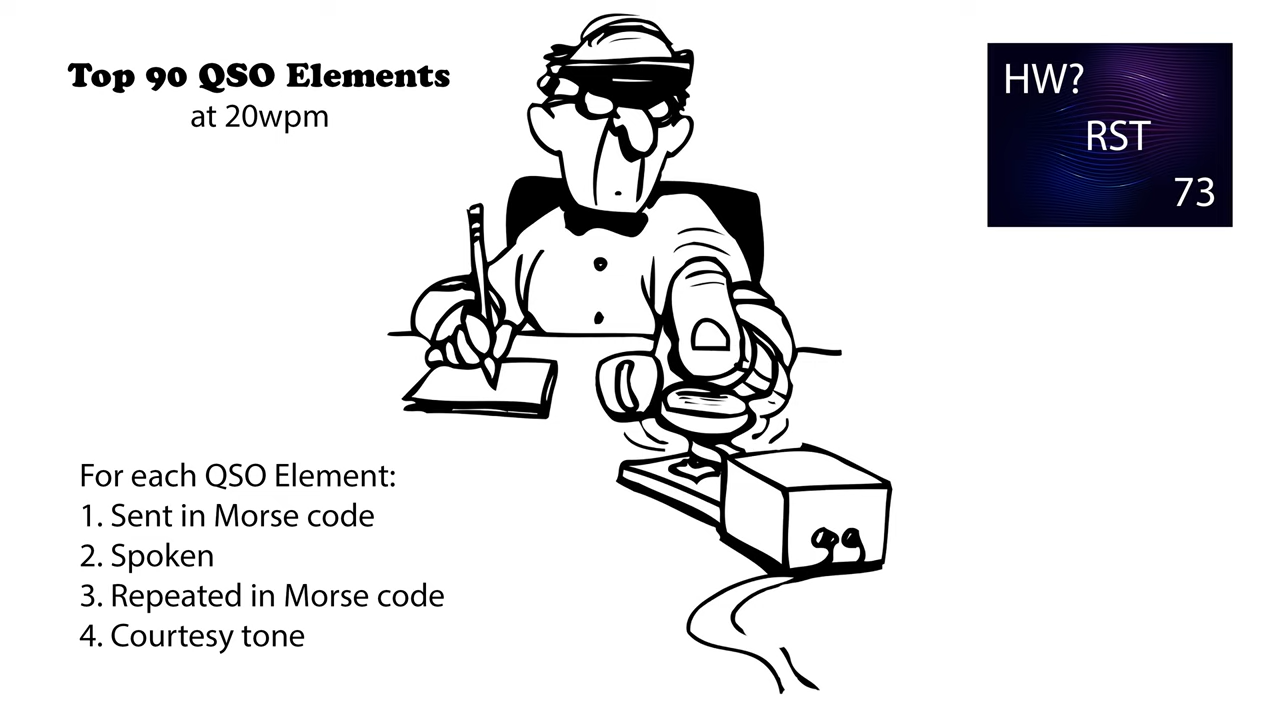 Top 90 QSO Elements
at 20wpm
HW?
RST
73
For each QSO Element:
1. Sent in Morse code
2. Spoken
3. Repeated in Morse code
4. Courtesy tone